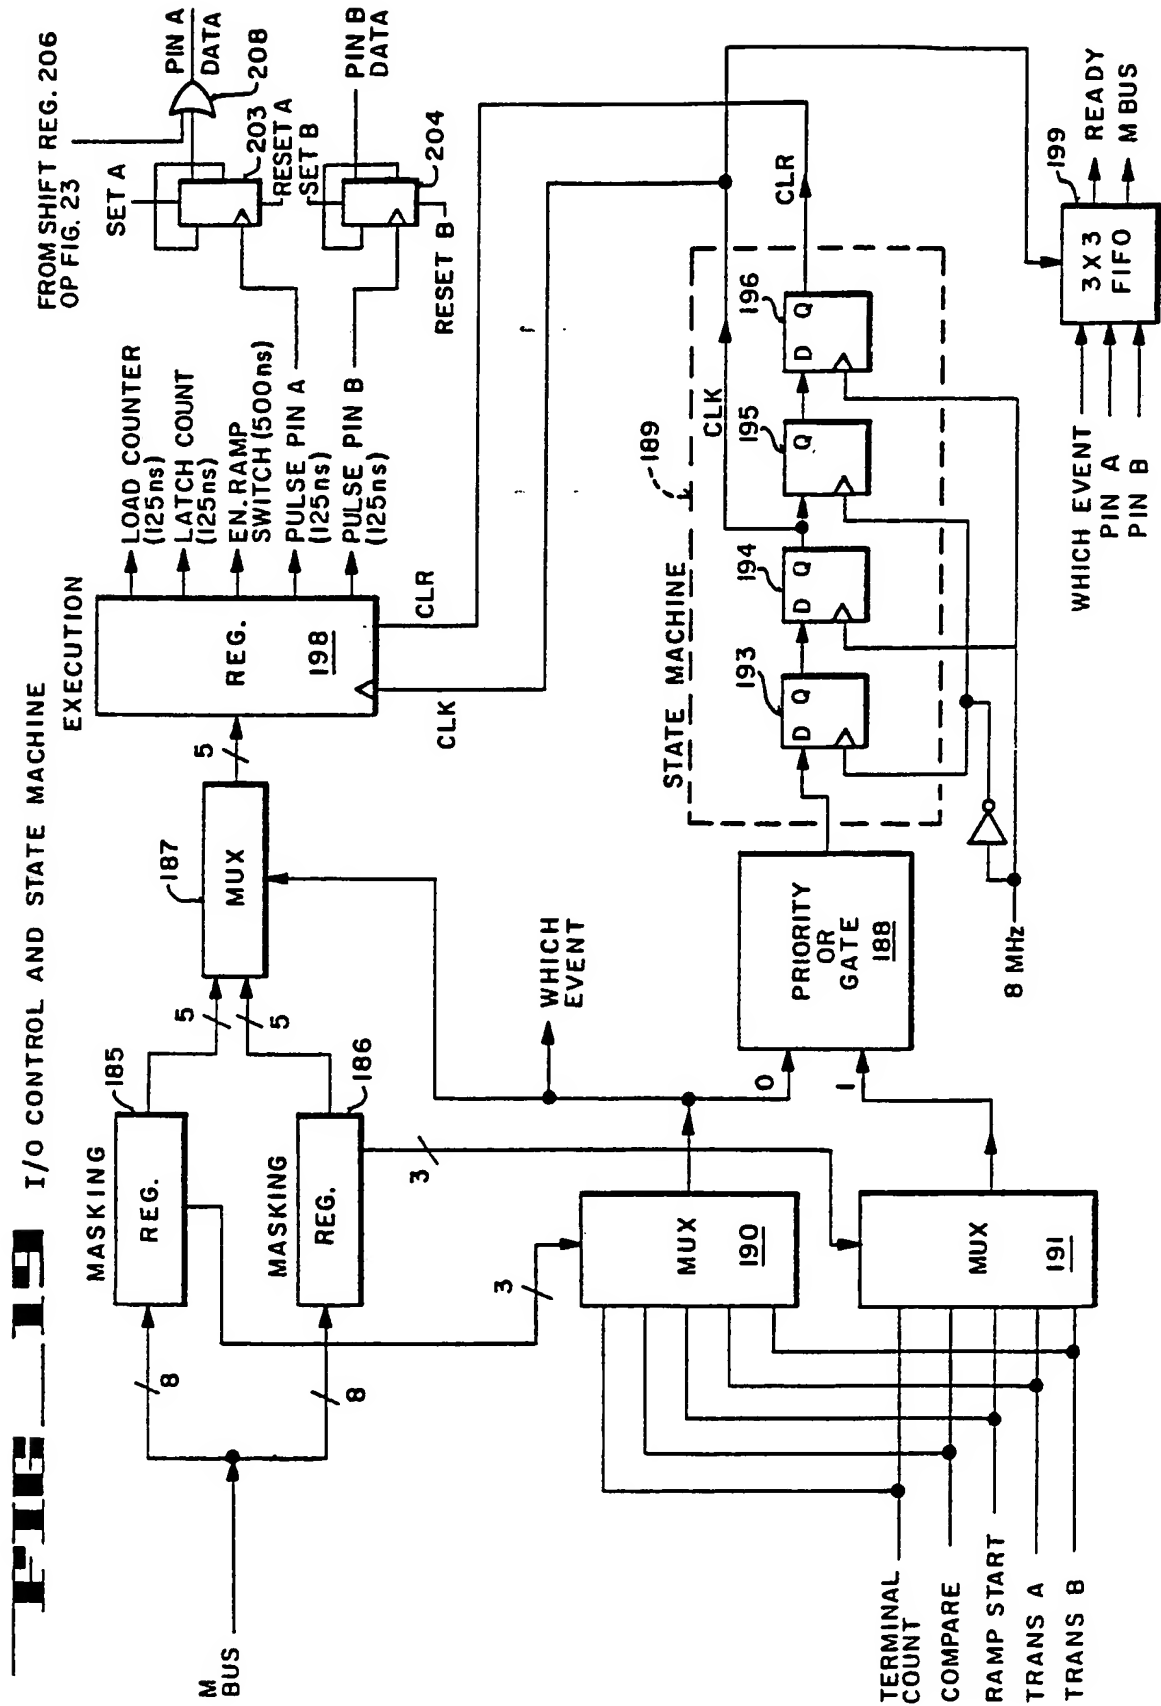 FIG. 19
I/O CONTROL AND STATE MACHINE
M
BUS
8
8
MASKING
REG.
185
MASKING
REG.
186
5
5
3
3
187
MUX
5
EXECUTION
REG.
198
CLK
CLR
LOAD COUNTER
(125ns)
LATCH COUNT
(125ns)
EN. RAMP
SWITCH (500ns)
PULSE PIN A
(125ns)
PULSE PIN B
(125ns)
FROM SHIFT REG. 206
OP FIG. 23
SET A
PIN A
DATA
208
203
RESET A
SET B
PIN B
DATA
204
RESET B
WHICH
EVENT
MUX
190
MUX
191
TERMINAL
COUNT
COMPARE
RAMP START
TRANS A
TRANS B
0
1
PRIORITY
OR
GATE
188
8 MHz
STATE MACHINE
189
193
D Q
194
D Q
195
Q
196
D Q
CLK
CLR
WHICH EVENT
PIN A
PIN B
3X3
FIFO
199
READY
M BUS